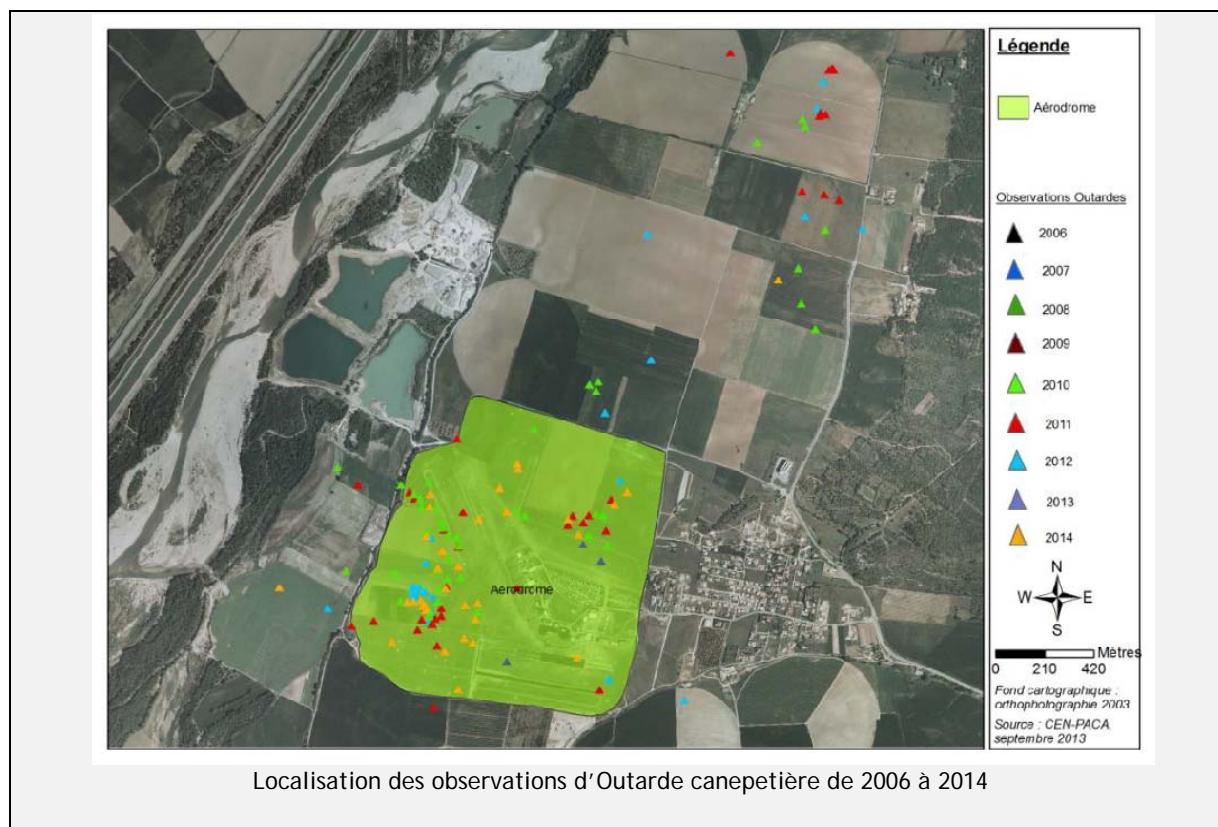 Légende
Aérodrome
Observations Outardes
2006
2007
2008
2009
2010
2011
2012
2013
2014
N
W E
S
Mètres
0 210 420
Fond cartographique :
orthophotographie 2003
Source : CEN-PACA
septembre 2013
Aérodrome
Localisation des observations d'Outarde canepetière de 2006 à 2014